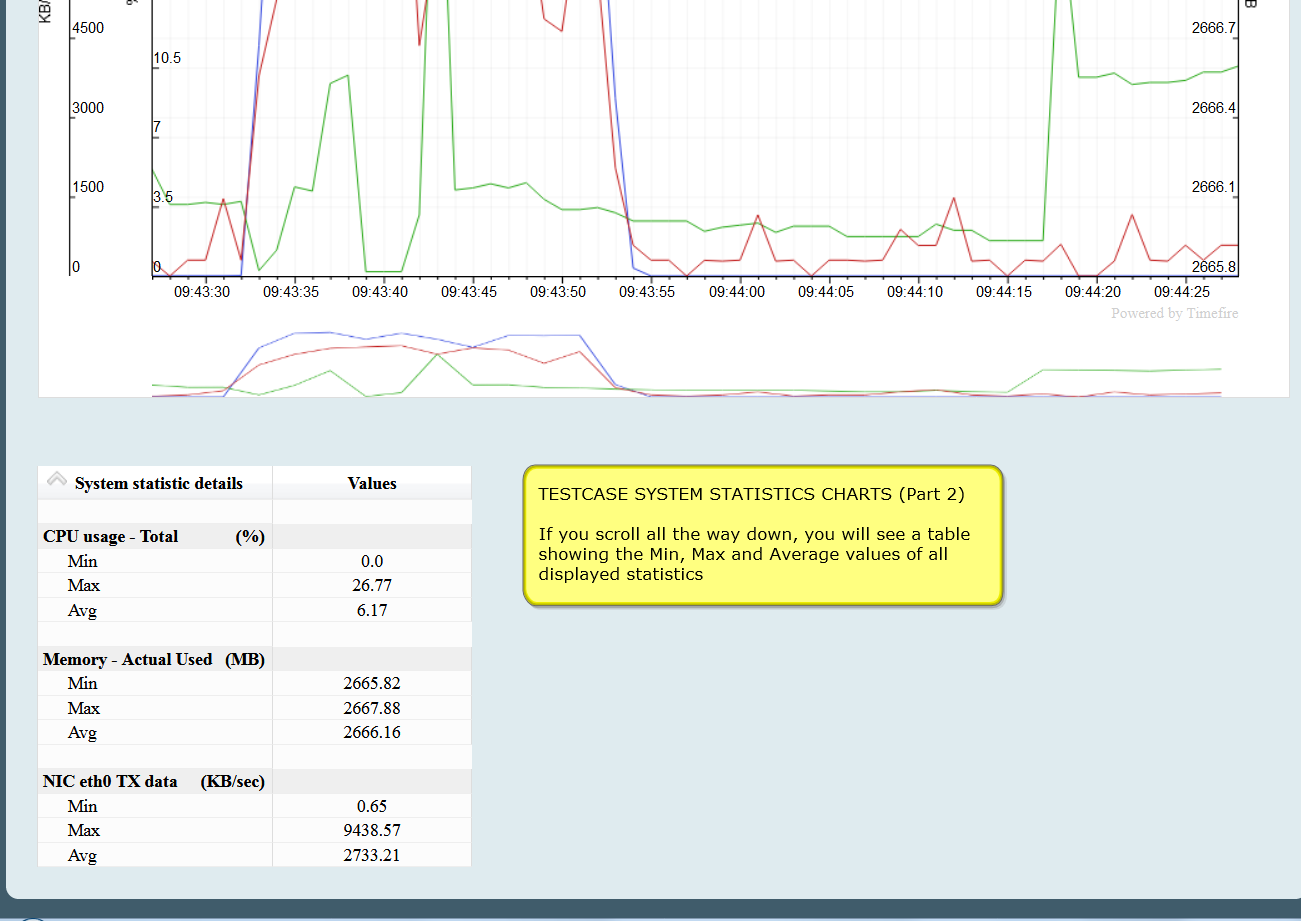 KB/
%
B
4500
10.5
2666.7
3000
7
2666.4
1500
3.5
2666.1
0
0
2665.8
09:43:30 09:43:35 09:43:40 09:43:45 09:43:50 09:43:55 09:44:00 09:44:05 09:44:10 09:44:15 09:44:20 09:44:25
Powered by Timefire
System statistic details Values
CPU usage - Total (%)
Min 0.0
Max 26.77
Avg 6.17
Memory - Actual Used (MB)
Min 2665.82
Max 2667.88
Avg 2666.16
NIC eth0 TX data (KB/sec)
Min 0.65
Max 9438.57
Avg 2733.21
TESTCASE SYSTEM STATISTICS CHARTS (Part 2)
If you scroll all the way down, you will see a table
showing the Min, Max and Average values of all
displayed statistics